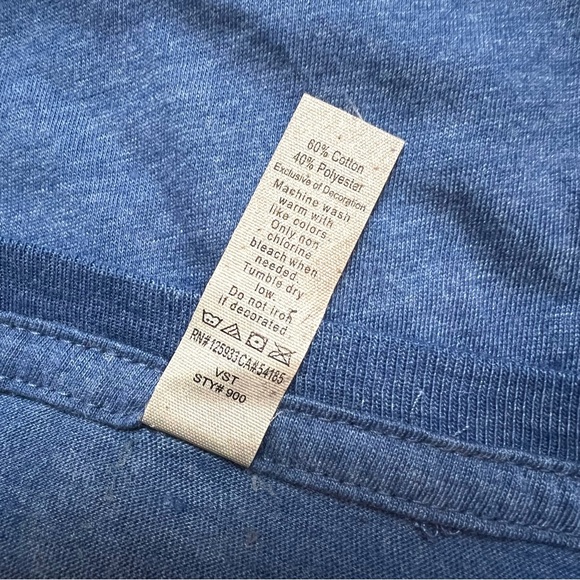 60% Cotton
40% Polyester
Exclusive of Decoration
Machine wash
warm with
like colors.
Only non
chlorine
bleach when
needed.
Tumble dry
low.
Do not iron
if decorated
RN#125933CA#54165
VST
STY# 900